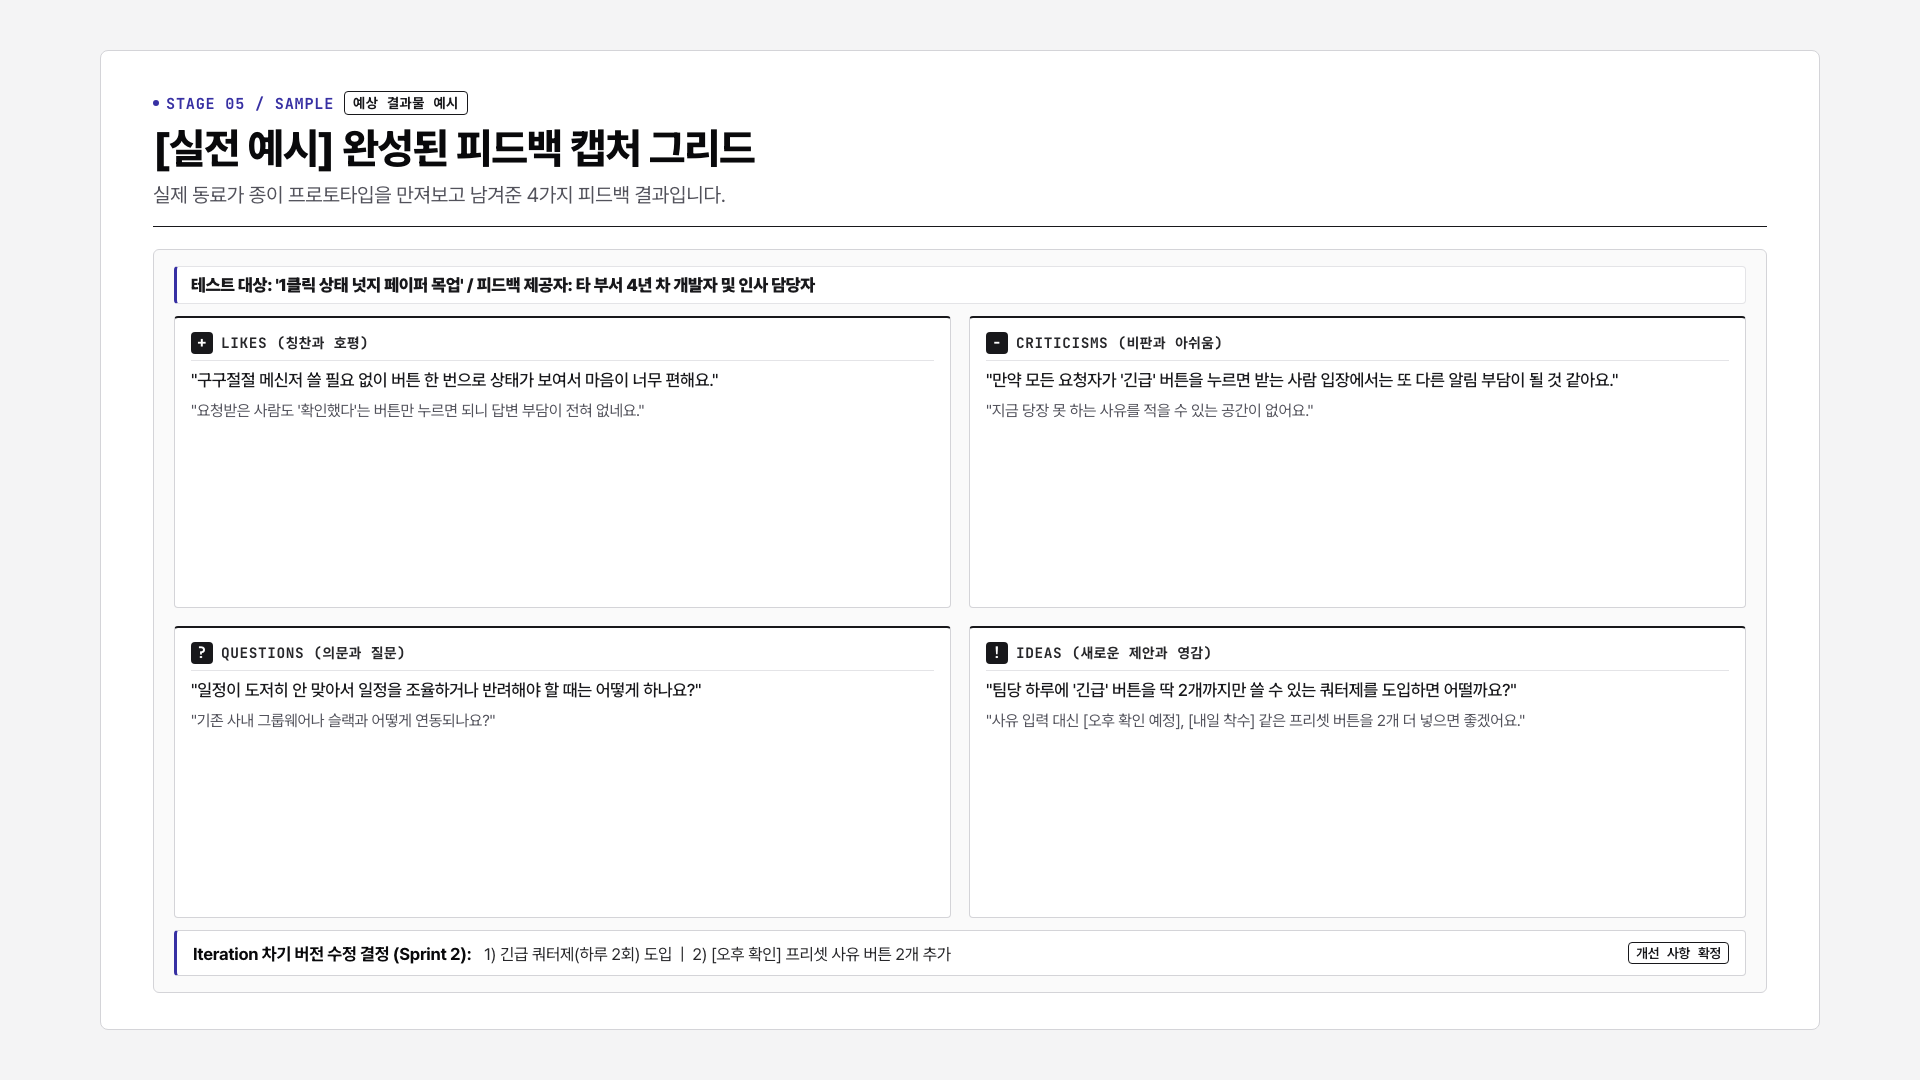 STAGE 05 / SAMPLE 예상 결과물 예시
[실전 예시] 완성된 피드백 캡처 그리드
실제 동료가 종이 프로토타입을 만져보고 남겨준 4가지 피드백 결과입니다.
테스트 대상: '1클릭 상태 넛지 페이퍼 목업' / 피드백 제공자: 타 부서 4년 차 개발자 및 인사 담당자
+ LIKES (칭찬과 호평)
"구구절절 메신저 쓸 필요 없이 버튼 한 번으로 상태가 보여서 마음이 너무 편해요."
"요청받은 사람도 '확인했다'는 버튼만 누르면 되니 답변 부담이 전혀 없네요."
- CRITICISMS (비판과 아쉬움)
"만약 모든 요청자가 '긴급' 버튼을 누르면 받는 사람 입장에서는 또 다른 알림 부담이 될 것 같아요."
"지금 당장 못 하는 사유를 적을 수 있는 공간이 없어요."
? QUESTIONS (의문과 질문)
"일정이 도저히 안 맞아서 일정을 조율하거나 반려해야 할 때는 어떻게 하나요?"
"기존 사내 그룹웨어나 슬랙과 어떻게 연동되나요?"
! IDEAS (새로운 제안과 영감)
"팀당 하루에 '긴급' 버튼을 딱 2개까지만 쓸 수 있는 쿼터제를 도입하면 어떨까요?"
"사유 입력 대신 [오후 확인 예정], [내일 착수] 같은 프리셋 버튼을 2개 더 넣으면 좋겠어요."
Iteration 차기 버전 수정 결정 (Sprint 2): 1) 긴급 쿼터제(하루 2회) 도입 | 2) [오후 확인] 프리셋 사유 버튼 2개 추가
개선 사항 확정